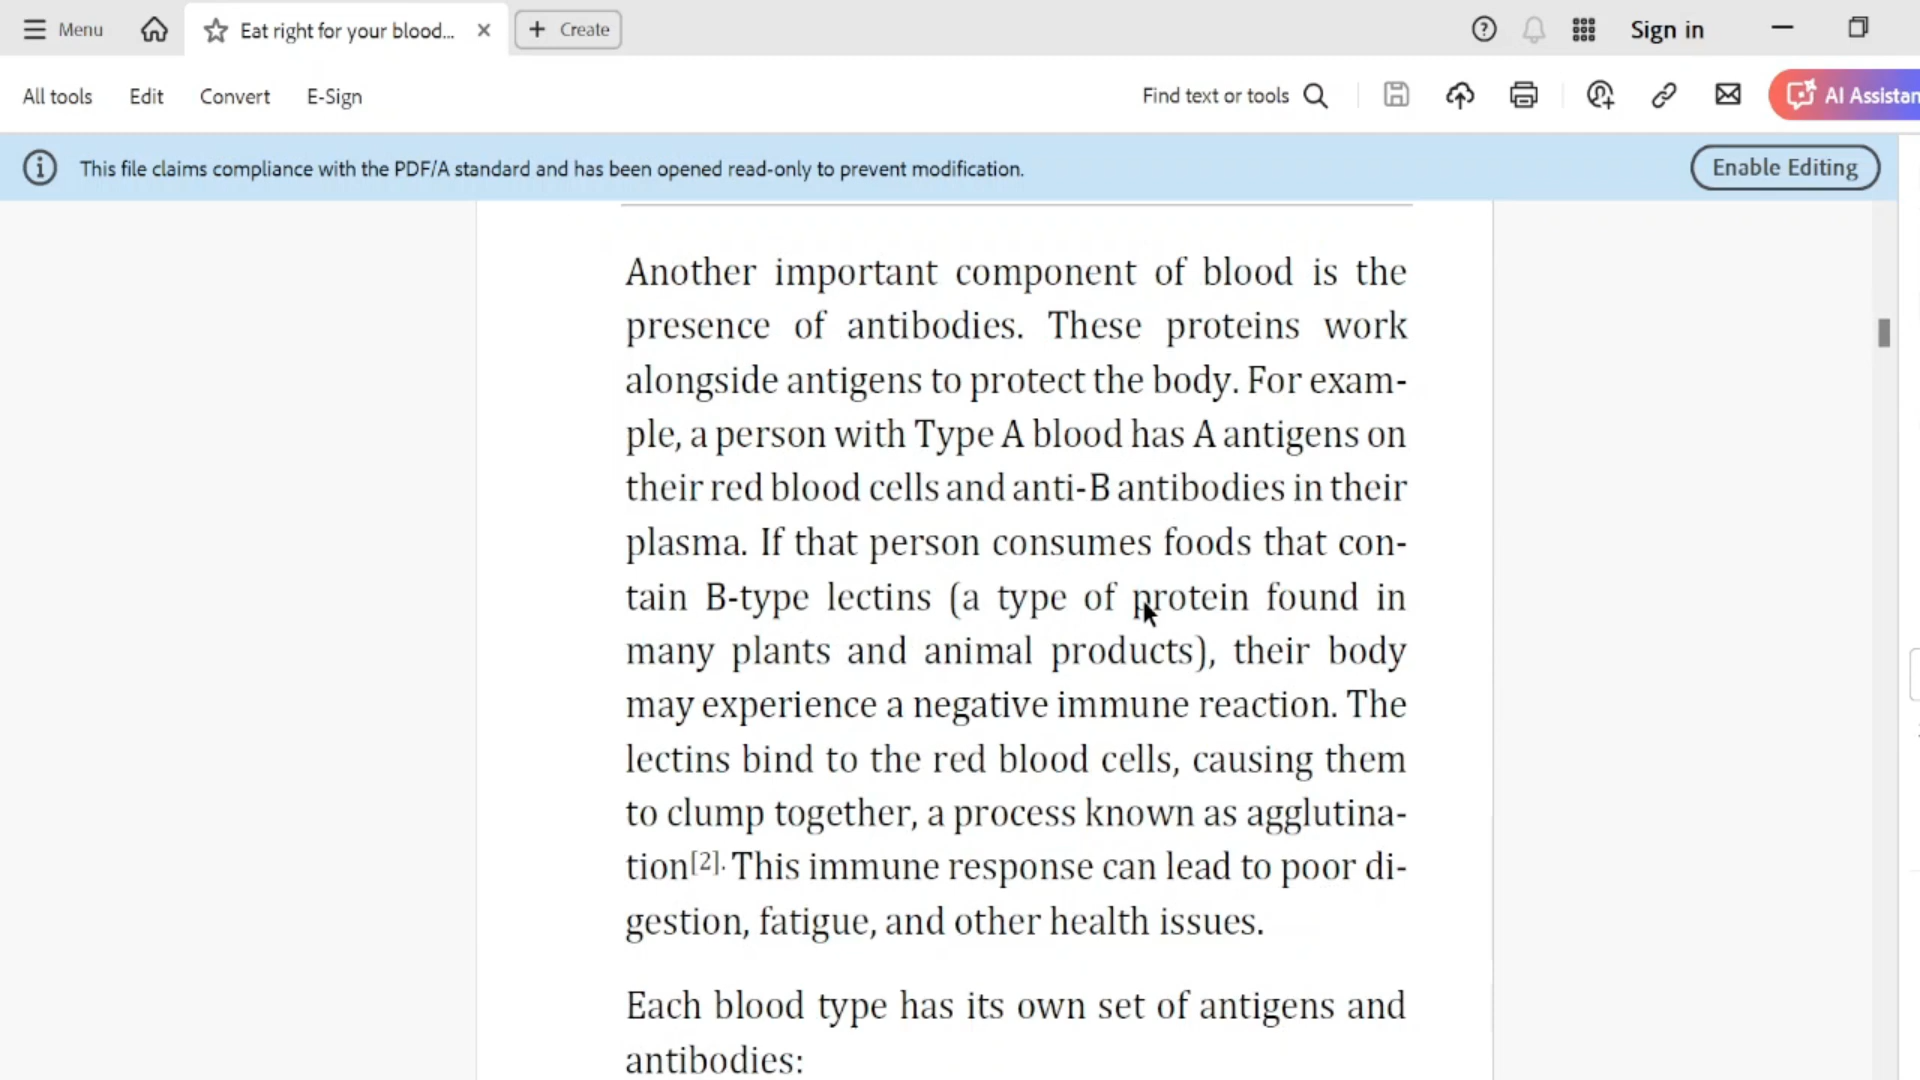 Menu
Eat right for your blood...
Create
Sign in
All tools
Edit
Convert
E-Sign
Find text or tools
AI Assistan
This file claims compliance with the PDF/A standard and has been opened read-only to prevent modification.
Enable Editing
Another important component of blood is the
presence of antibodies. These proteins work
alongside antigens to protect the body. For exam-
ple, a person with Type A blood has A antigens on
their red blood cells and anti-B antibodies in their
plasma. If that person consumes foods that con-
tain B-type lectins (a type of protein found in
many plants and animal products), their body
may experience a negative immune reaction. The
lectins bind to the red blood cells, causing them
to clump together, a process known as agglutina-
tion[2]. This immune response can lead to poor di-
gestion, fatigue, and other health issues.
Each blood type has its own set of antigens and
antibodies: